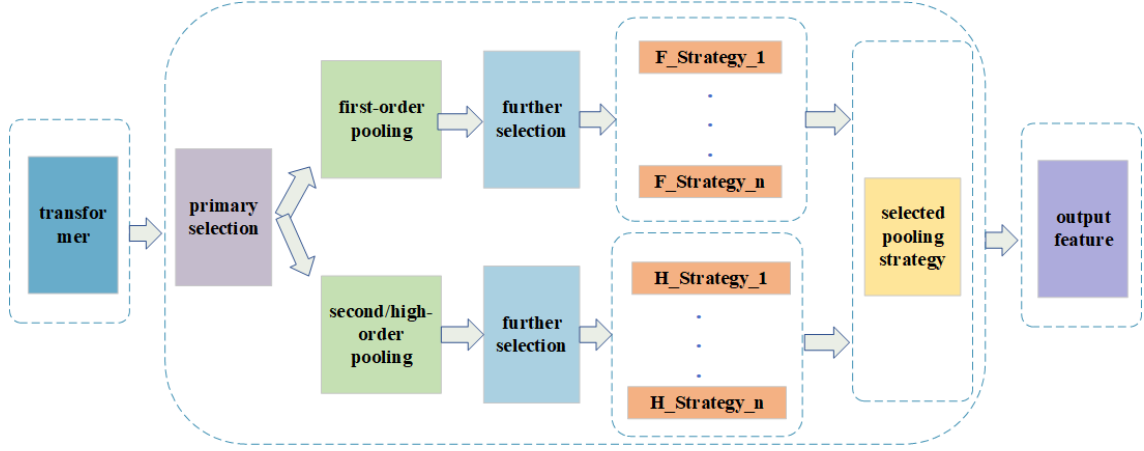 transfor
mer
primary
selection
first-order
pooling
further
selection
F_Strategy_1
F_Strategy_n
second/high-
order
pooling
further
selection
H_Strategy_1
H_Strategy_n
selected
pooling
strategy
output
feature